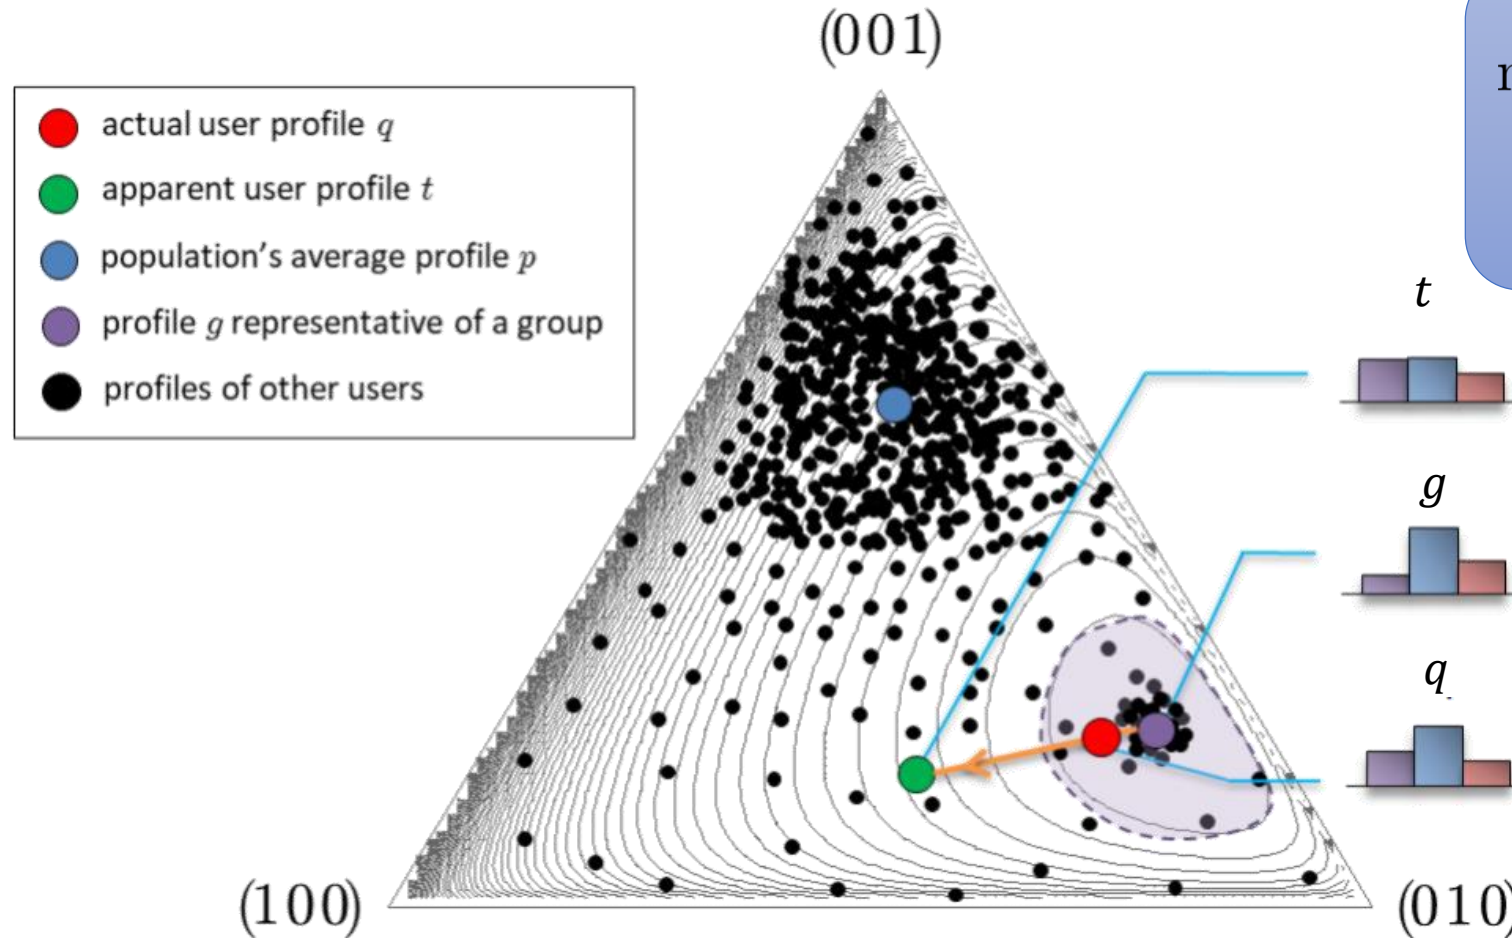 (001)
actual user profile q
apparent user profile t
population's average profile p
profile g representative of a group
profiles of other users
t
g
q
(100)
(010)